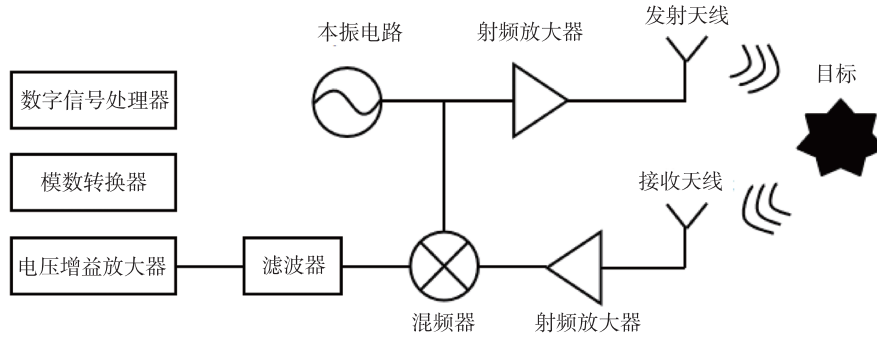 发射天线
本振电路
射频放大器
目标
数字信号处理器
模数转换器
接收天线
电压增益放大器
滤波器
混频器
射频放大器